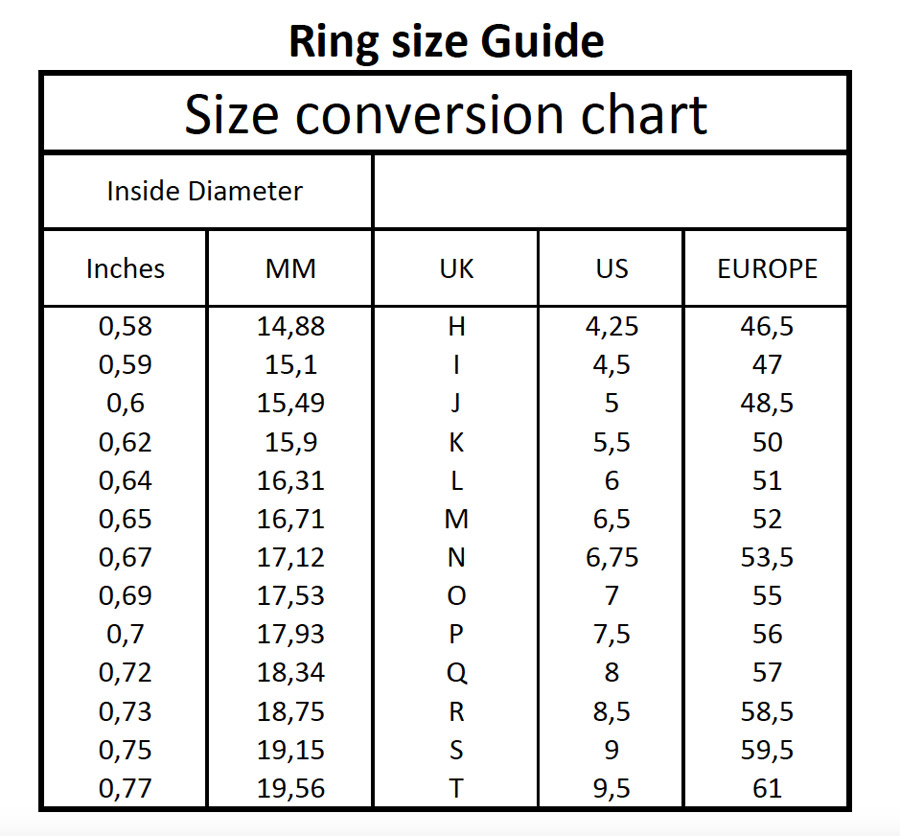 Ring size Guide
Size conversion chart
Inside Diameter
Inches MM UK US EUROPE
0,58 14,88 H 4,25 46,5
0,59 15,1 I 4,5 47
0,6 15,49 J 5 48,5
0,62 15,9 K 5,5 50
0,64 16,31 L 6 51
0,65 16,71 M 6,5 52
0,67 17,12 N 6,75 53,5
0,69 17,53 O 7 55
0,7 17,93 P 7,5 56
0,72 18,34 Q 8 57
0,73 18,75 R 8,5 58,5
0,75 19,15 S 9 59,5
0,77 19,56 T 9,5 61